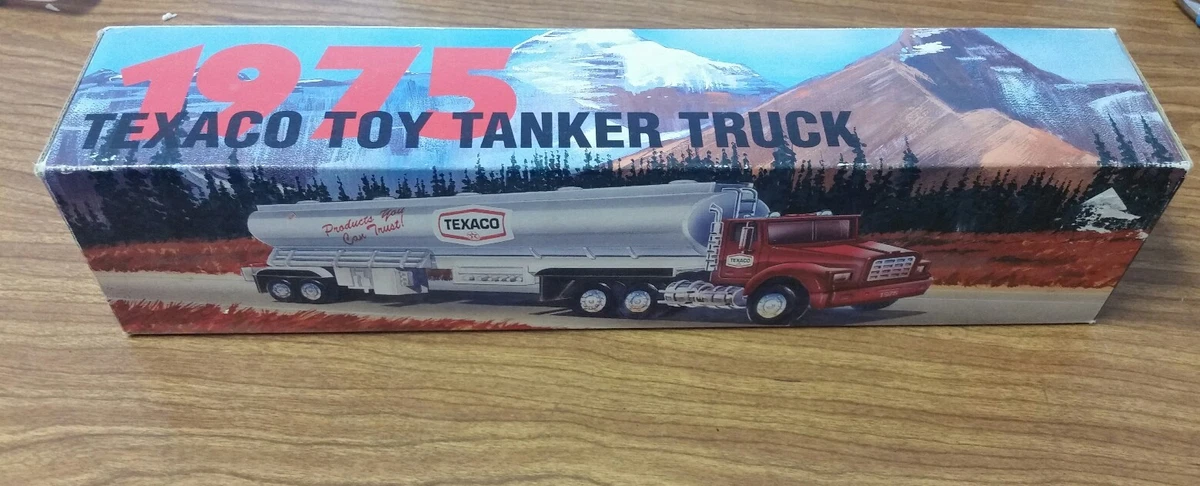 1975
TEXACO TOY TANKER TRUCK
Products You
Can Trust!
TEXACO
TEXACO